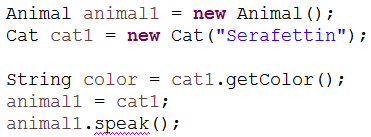 Animal animal1 = new Animal();
Cat cat1 = new Cat("Serafettin");
String color = cat1.getColor();
animal1 = cat1;
animal1.speak();